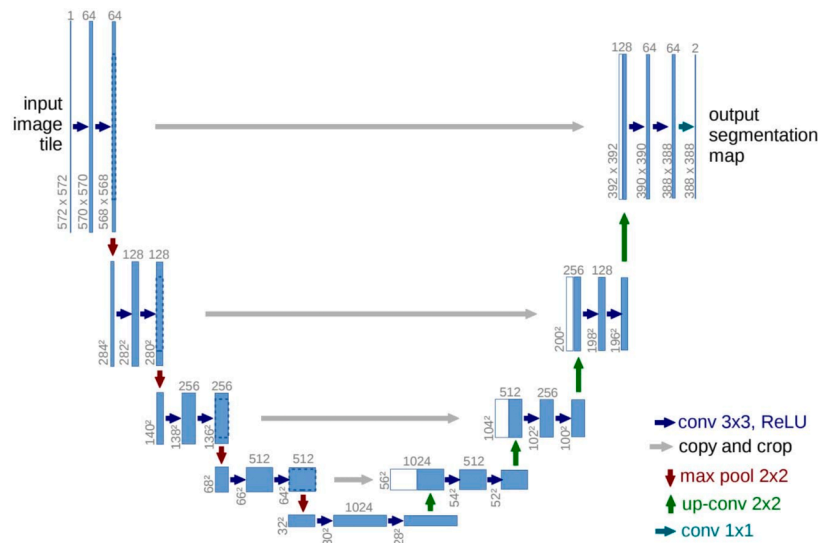 1 64 64
128 64 64 2
input
image
tile
output
segmentation
map
572 x 572
570 x 570
568 x 568
392 x 392
390 x 390
388 x 388
388 x 388
128 128
256 128
284²
282²
280²
200²
198²
196²
256 256
512 256
140²
138²
136²
104²
102²
100²
conv 3x3, ReLU
copy and crop
512 512
1024 512
68²
66²
64²
56²
54²
52²
max pool 2x2
up-conv 2x2
1024
32²
30²
28²
conv 1x1